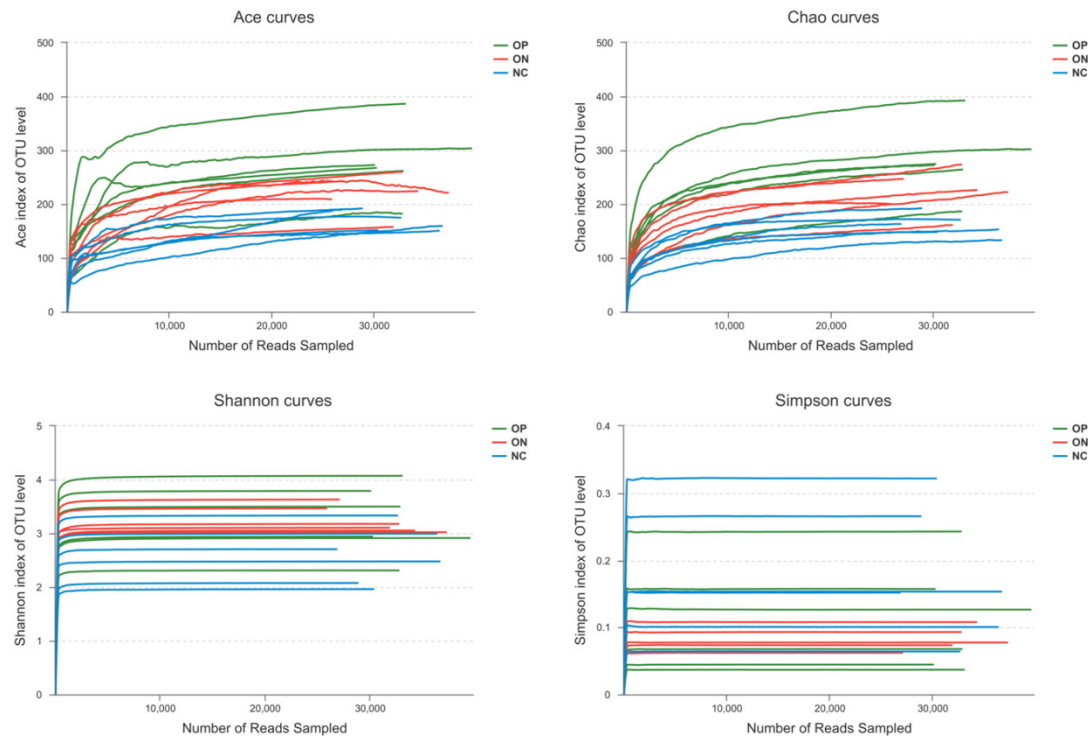 Ace curves
Ace index of OTU level
500
400
300
200
100
0
10,000
20,000
30,000
Number of Reads Sampled
OP
ON
NC
Chao curves
Chao index of OTU level
500
400
300
200
100
0
10,000
20,000
30,000
Number of Reads Sampled
OP
ON
NC
Shannon curves
Shannon index of OTU level
5
4
3
2
1
0
10,000
20,000
30,000
Number of Reads Sampled
OP
ON
NC
Simpson curves
Simpson index of OTU level
0.4
0.3
0.2
0.1
0
10,000
20,000
30,000
Number of Reads Sampled
OP
ON
NC